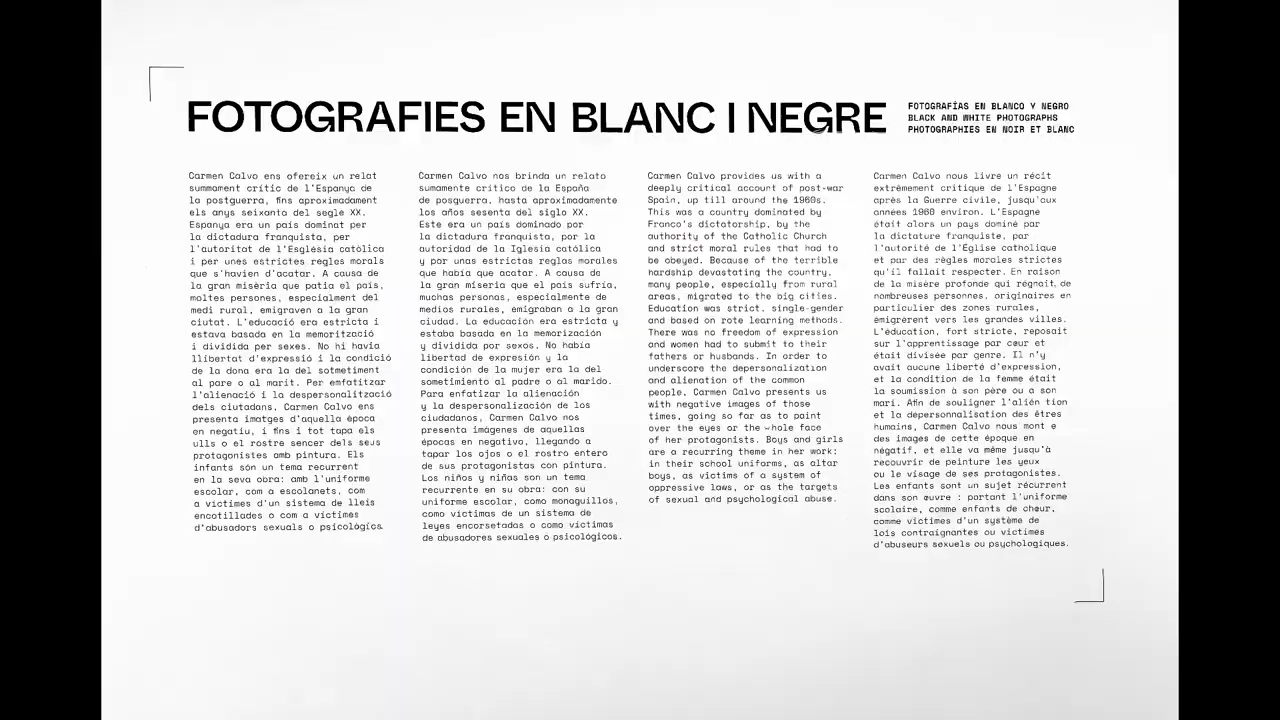 FOTOGRAFIES EN BLANC I NEGRE
FOTOGRAFÍAS EN BLANCO Y NEGRO
BLACK AND WHITE PHOTOGRAPHS
PHOTOGRAPHIES EN NOIR ET BLANC
Carmen Calvo ens ofereix un relat
summament crític de l'Espanya de
la postguerra, fins aproximadament
els anys seixanta del segle XX.
Espanya era un país dominat per
la dictadura franquista, per
l'autoritat de l'Església catòlica
i per unes estrictes regles morals
que s'havien d'acatar. A causa de
la gran misèria que patia el país,
moltes persones, especialment del
medi rural, emigraven a la gran
ciutat. L'educació era estricta i
estava basada en la memorització
i dividida per sexes. No hi havia
llibertat d'expressió i la condició
de la dona era la del sotmetiment
al pare o al marit. Per emfatitzar
l'alienació i la despersonalització
dels ciutadans, Carmen Calvo ens
presenta imatges d'aquella època
en negatiu, i fins i tot tapa els
ulls o el rostre sencer dels seus
protagonistes amb pintura. Els
infants són un tema recurrent
en la seva obra: amb l'uniforme
escolar, com a escolanets, com
a víctimes d'un sistema de lleis
encotillades o com a víctimes
d'abusadors sexuals o psicològics.
Carmen Calvo nos brinda un relato
sumamente crítico de la España
de posguerra, hasta aproximadamente
los años sesenta del siglo XX.
Este era un país dominado por
la dictadura franquista, por la
autoridad de la Iglesia católica
y por unas estrictas reglas morales
que había que acatar. A causa de
la gran miseria que el país sufría,
muchas personas, especialmente de
medios rurales, emigraban a la gran
ciudad. La educación era estricta y
estaba basada en la memorización
y dividida por sexos. No había
libertad de expresión y la
condición de la mujer era la del
sometimiento al padre o al marido.
Para enfatizar la alienación
y la despersonalización de los
ciudadanos, Carmen Calvo nos
presenta imágenes de aquellas
épocas en negativo, llegando a
tapar los ojos o el rostro entero
de sus protagonistas con pintura.
Los niños y niñas son un tema
recurrente en su obra: con su
uniforme escolar, como monaguillos,
como víctimas de un sistema de
leyes encorsetadas o como víctimas
de abusadores sexuales o psicológicos.
Carmen Calvo provides us with a
deeply critical account of post-war
Spain, up till around the 1960s.
This was a country dominated by
Franco's dictatorship, by the
authority of the Catholic Church
and strict moral rules that had to
be obeyed. Because of the terrible
hardship devastating the country,
many people, especially from rural
areas, migrated to the big cities.
Education was strict, single-gender
and based on rote learning methods.
There was no freedom of expression
and women had to submit to their
fathers or husbands. In order to
underscore the depersonalization
and alienation of the common
people, Carmen Calvo presents us
with negative images of those
times, going so far as to paint
over the eyes or the whole face
of her protagonists. Boys and girls
are a recurring theme in her work:
in their school uniforms, as altar
boys, as victims of a system of
oppressive laws, or as the targets
of sexual and psychological abuse.
Carmen Calvo nous livre un récit
extrêmement critique de l'Espagne
après la Guerre civile, jusqu'aux
années 1960 environ. L'Espagne
était alors un pays dominé par
la dictature franquiste, par
l'autorité de l'Église catholique
et par des règles morales strictes
qu'il fallait respecter. En raison
de la misère profonde qui régnait, de
nombreuses personnes, originaires en
particulier des zones rurales,
émigrèrent vers les grandes villes.
L'éducation, fort stricte, reposait
sur l'apprentissage par cœur et
était divisée par genre. Il n'y
avait aucune liberté d'expression,
et la condition de la femme était
la soumission à son père ou à son
mari. Afin de souligner l'alién tion
et la dépersonnalisation des êtres
humains, Carmen Calvo nous mont e
des images de cette époque en
négatif, et elle va même jusqu'à
recouvrir de peinture les yeux
ou le visage de ses protagonistes.
Les enfants sont un sujet récurrent
dans son œuvre : portant l'uniforme
scolaire, comme enfants de chœur,
comme victimes d'un système de
lois contraignantes ou victimes
d'abuseurs sexuels ou psychologiques.